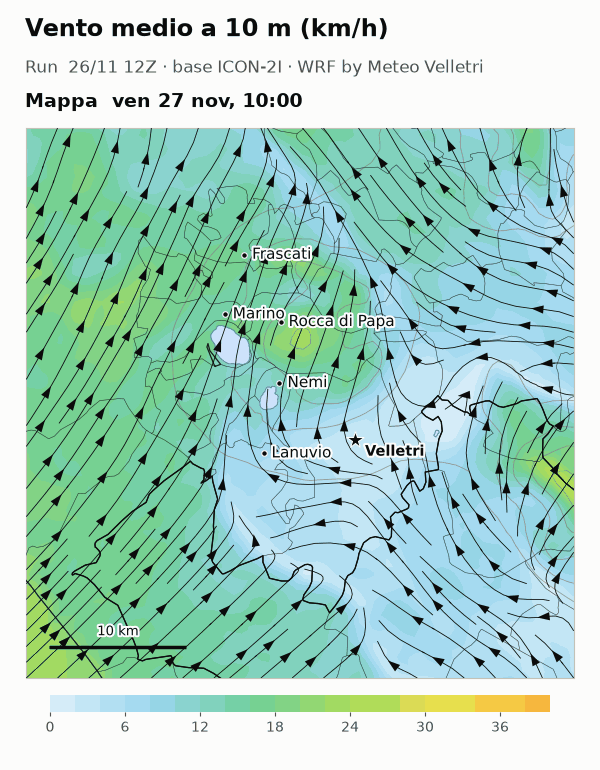 Vento medio a 10 m (km/h)
Run  26/11 12Z · base ICON-2I · WRF by Meteo Velletri
Mappa  ven 27 nov, 10:00
Frascati
Marino
Rocca di Papa
Nemi
Velletri
Lanuvio
10 km
0 6 12 18 24 30 36